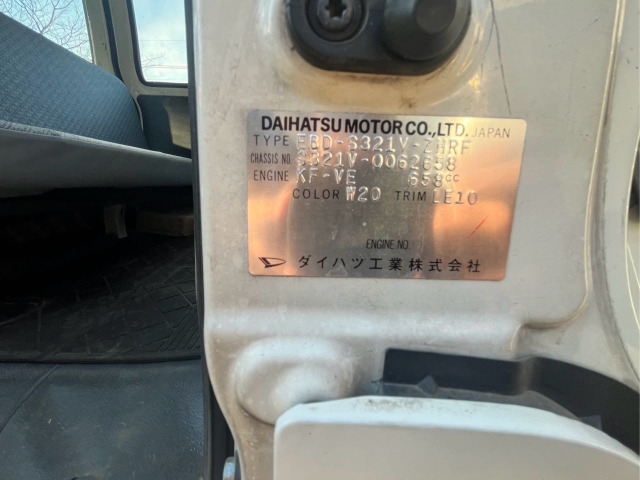 DAIHATSU MOTOR CO.,LTD. JAPAN
TYPE EBD-S321V-ZHRF
CHASSIS NO. S321V-0062558
ENGINE KF-VE 658cc
COLOR W20 TRIM LE10
ENGINE NO.
ダイハツ工業株式会社